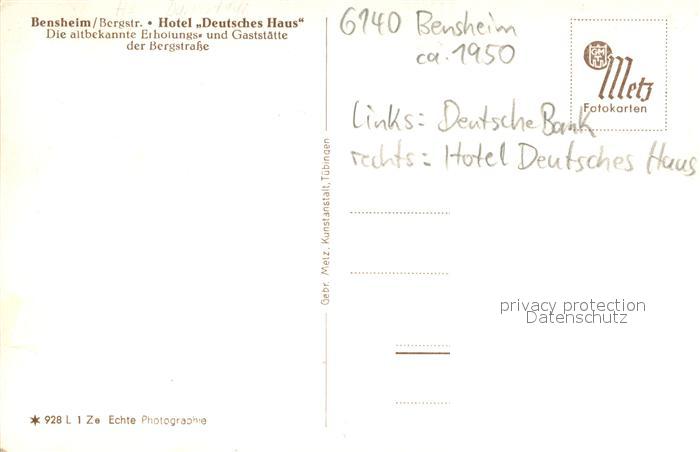 Bensheim/Bergstr. • Hotel „Deutsches Haus"
Die altbekannte Erholungs- und Gaststätte
der Bergstraße
6140 Bensheim
ca. 1950
Metz
Fotokarten
Links: Deutsche Bank
rechts: Hotel Deutsches Haus
Gebr. Metz, Kunstanstalt, Tübingen
privacy protection
Datenschutz
✶ 928 L 1 Ze Echte Photographie